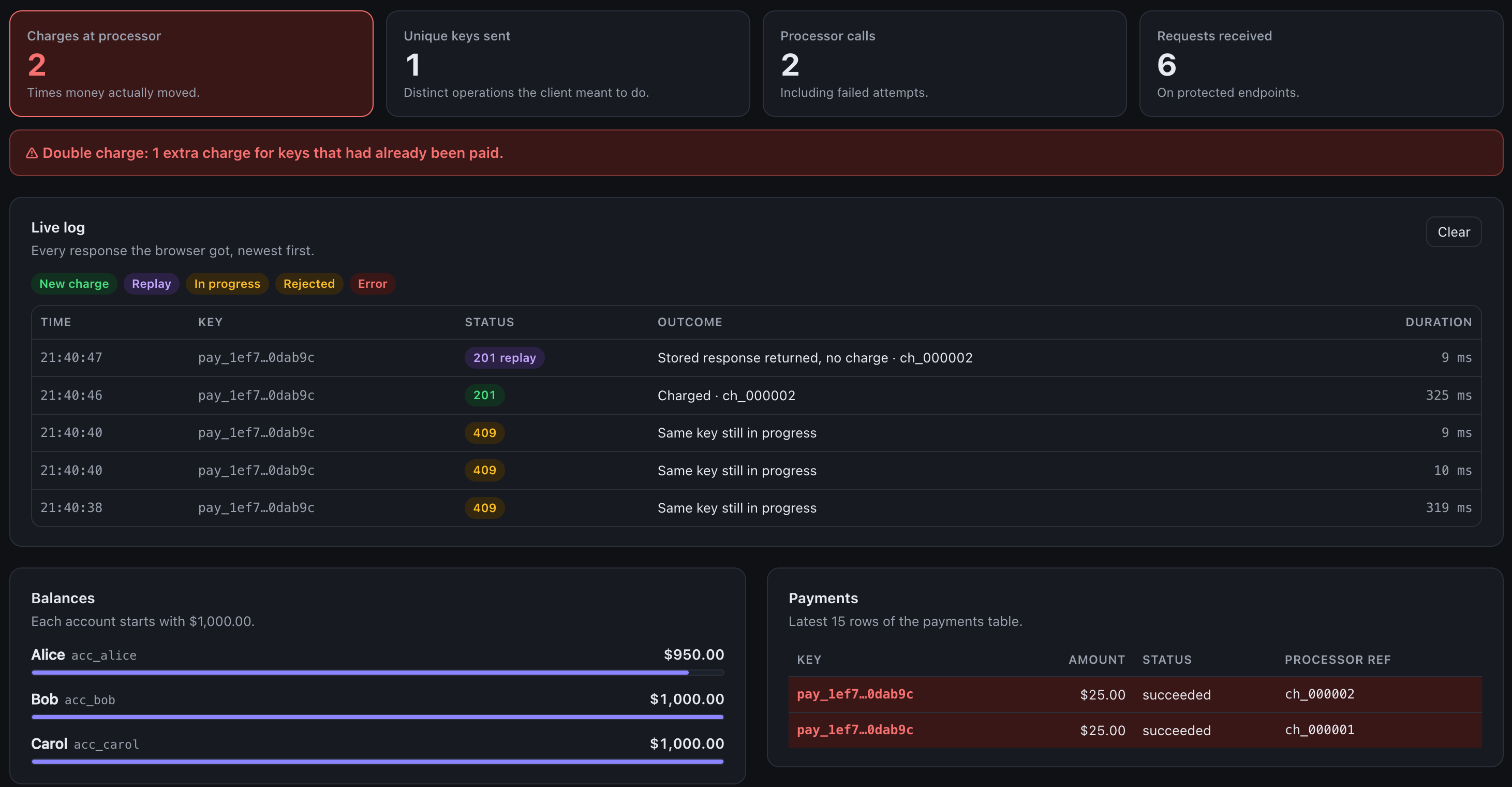 Charges at processor
2
Times money actually moved.
Unique keys sent
1
Distinct operations the client meant to do.
Processor calls
2
Including failed attempts.
Requests received
6
On protected endpoints.
⚠ Double charge: 1 extra charge for keys that had already been paid.
Live log
Every response the browser got, newest first.
Clear
New charge Replay In progress Rejected Error
TIME KEY STATUS OUTCOME DURATION
21:40:47 pay_1ef7…0dab9c 201 replay Stored response returned, no charge · ch_000002 9 ms
21:40:46 pay_1ef7…0dab9c 201 Charged · ch_000002 325 ms
21:40:40 pay_1ef7…0dab9c 409 Same key still in progress 9 ms
21:40:40 pay_1ef7…0dab9c 409 Same key still in progress 10 ms
21:40:38 pay_1ef7…0dab9c 409 Same key still in progress 319 ms
Balances
Each account starts with $1,000.00.
Alice acc_alice $950.00
Bob acc_bob $1,000.00
Carol acc_carol $1,000.00
Payments
Latest 15 rows of the payments table.
KEY AMOUNT STATUS PROCESSOR REF
pay_1ef7…0dab9c $25.00 succeeded ch_000002
pay_1ef7…0dab9c $25.00 succeeded ch_000001